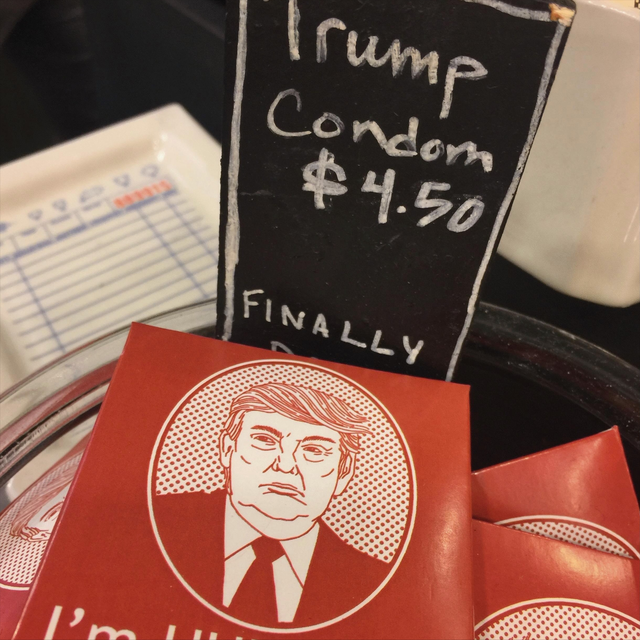 Trump
Condom
$4.50
FINALLY
I'm